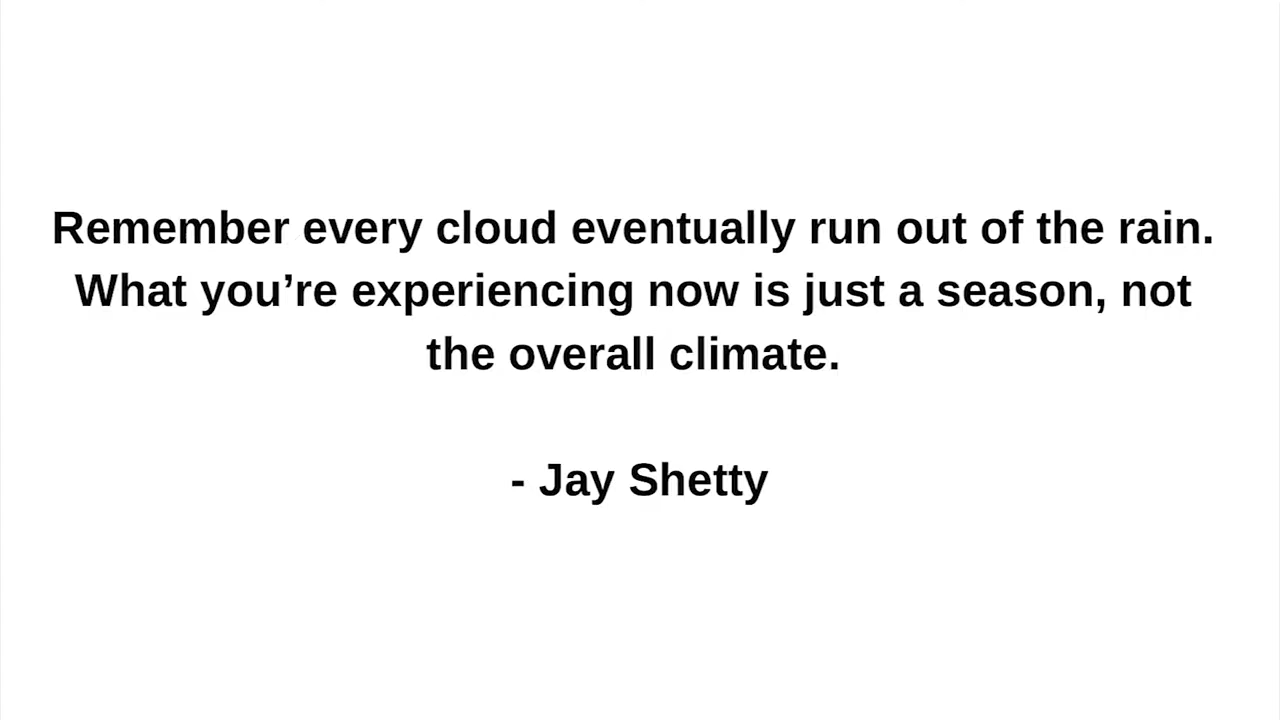 Remember every cloud eventually run out of the rain.
What you’re experiencing now is just a season, not
the overall climate.
- Jay Shetty